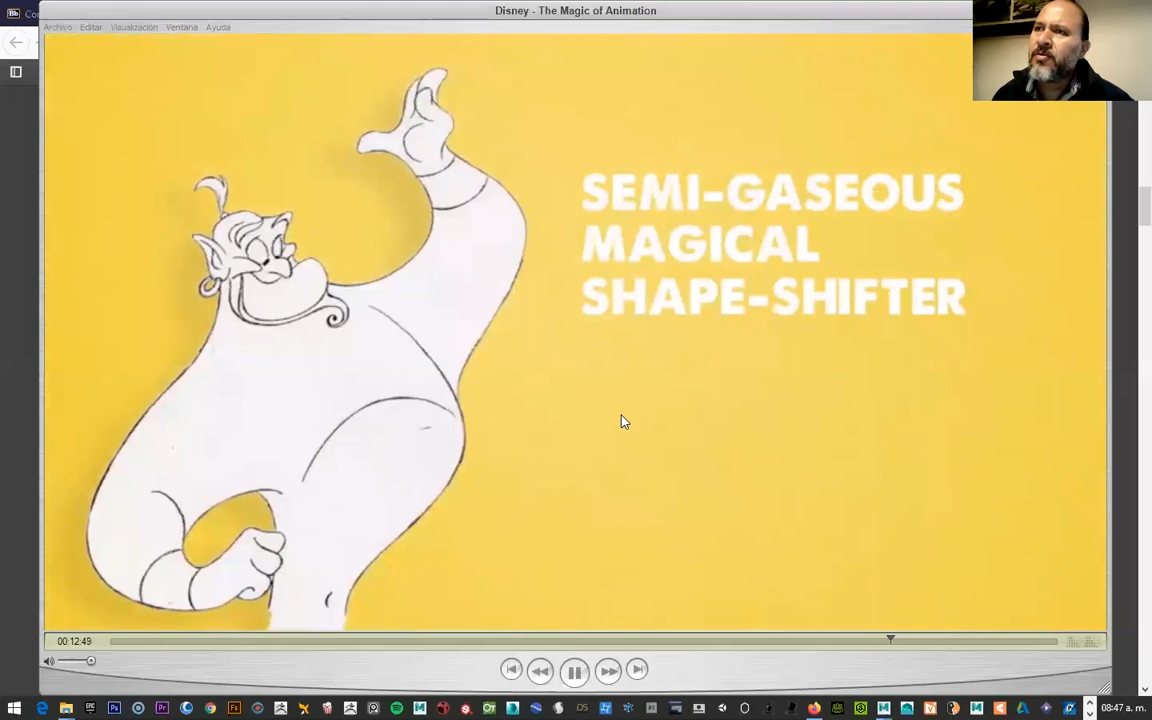 Disney - The Magic of Animation
Archivo Editar Visualización Ventana Ayuda
SEMI-GASEOUS
MAGICAL
SHAPE-SHIFTER
00:12:49
08:47 a. m.